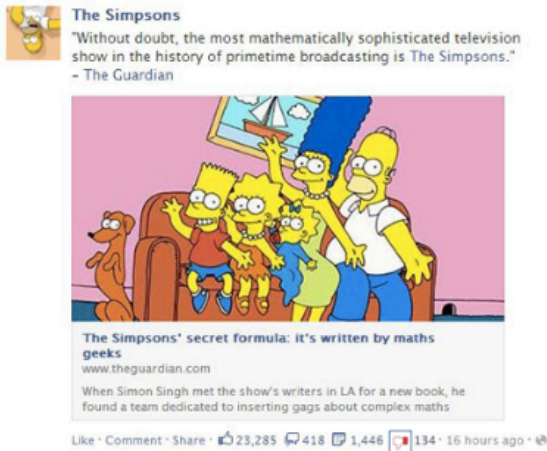 The Simpsons
"Without doubt, the most mathematically sophisticated television
show in the history of primetime broadcasting is The Simpsons."
- The Guardian
The Simpsons' secret formula: it's written by maths
geeks
www.theguardian.com
When Simon Singh met the show's writers in LA for a new book, he
found a team dedicated to inserting gags about complex maths
Like · Comment · Share · 23,285 418 1,446 134 · 16 hours ago ·